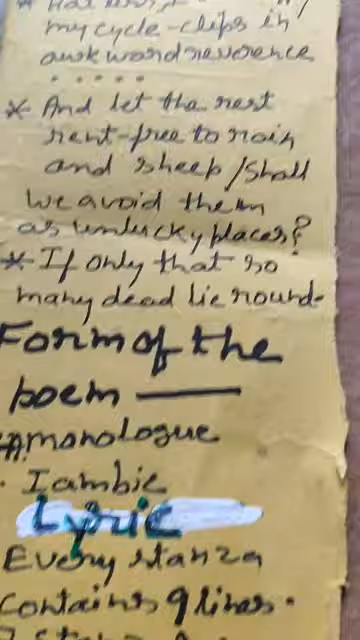 my cycle-clips in
awkward reverence
.....
* And let the rest
rent-free to rain
and sheep/Shall
we avoid them
as unlucky places?
* If only that so
many dead lie round.
Form of the
poem —
monologue
. Iambic
Lyric
Every stanza
contains 9 lines.